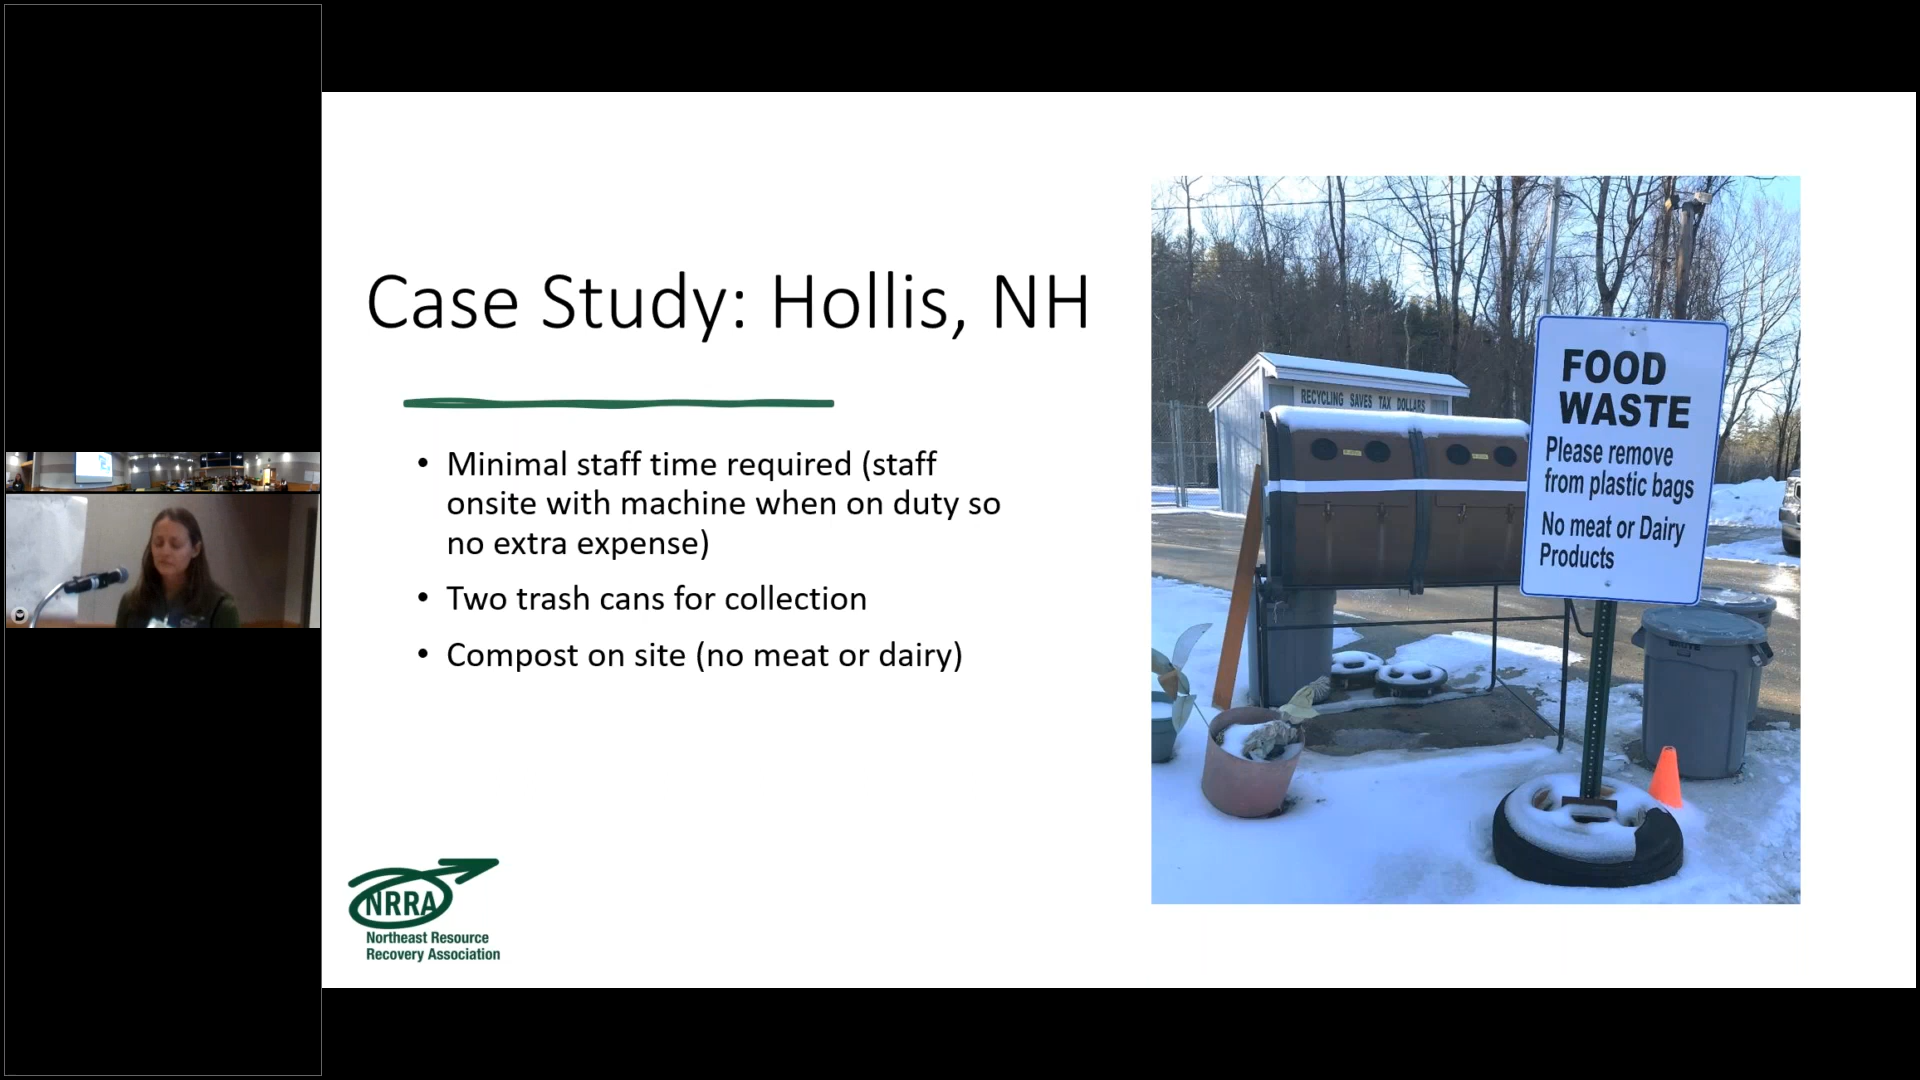 Case Study: Hollis, NH
• Minimal staff time required (staff
onsite with machine when on duty so
no extra expense)
• Two trash cans for collection
• Compost on site (no meat or dairy)
NRRA
Northeast Resource
Recovery Association
RECYCLING SAVES TAX DOLLARS
FOOD
WASTE
Please remove
from plastic bags
No meat or Dairy
Products